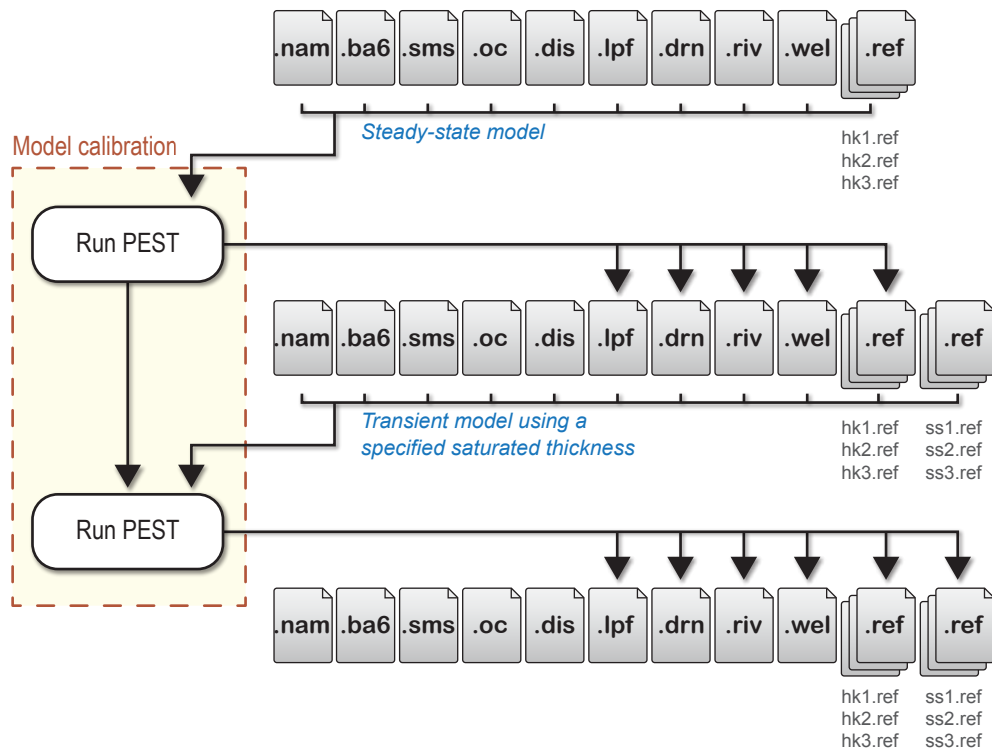 .nam .ba6 .sms .oc .dis .lpf .drn .riv .wel .ref
Steady-state model
hk1.ref
hk2.ref
hk3.ref
Model calibration
Run PEST
.nam .ba6 .sms .oc .dis .lpf .drn .riv .wel .ref .ref
Transient model using a
specified saturated thickness
hk1.ref ss1.ref
hk2.ref ss2.ref
hk3.ref ss3.ref
Run PEST
.nam .ba6 .sms .oc .dis .lpf .drn .riv .wel .ref .ref
hk1.ref ss1.ref
hk2.ref ss2.ref
hk3.ref ss3.ref